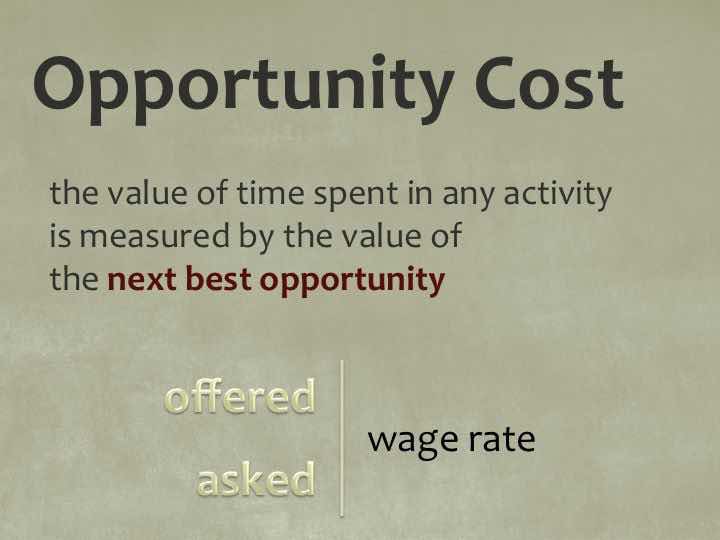 Opportunity Cost
the value of time spent in any activity
is measured by the value of
the next best opportunity
offered
asked
wage rate